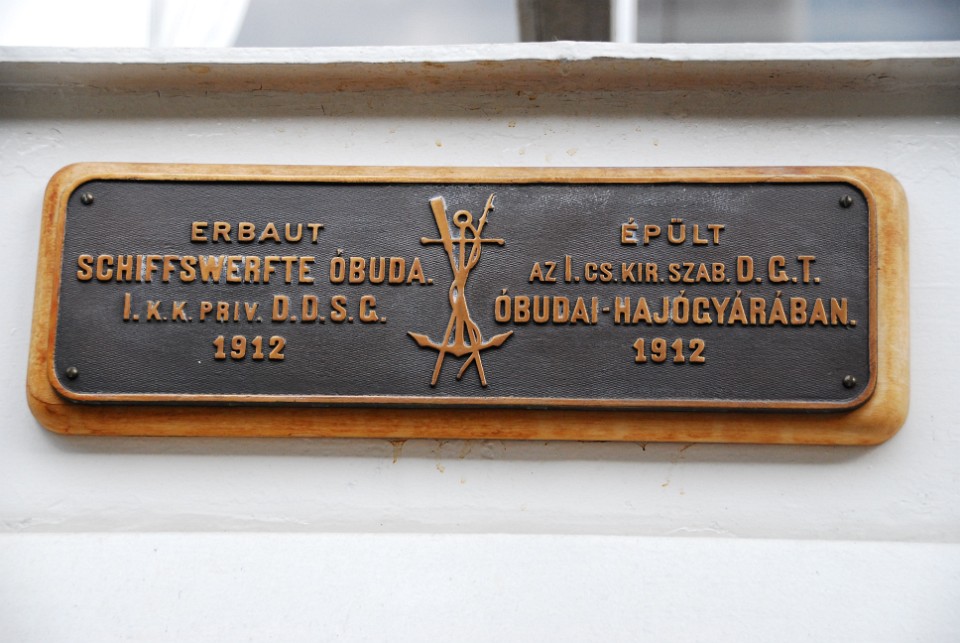 ERBAUT
SCHIFFSWERFTE ÓBUDA.
I. K. K. PRIV. D.D.S.G.
1912
ÉPÜLT
AZ I. CS. KIR. SZAB. D.G.T.
ÓBUDAI-HAJÓGYÁRÁBAN.
1912